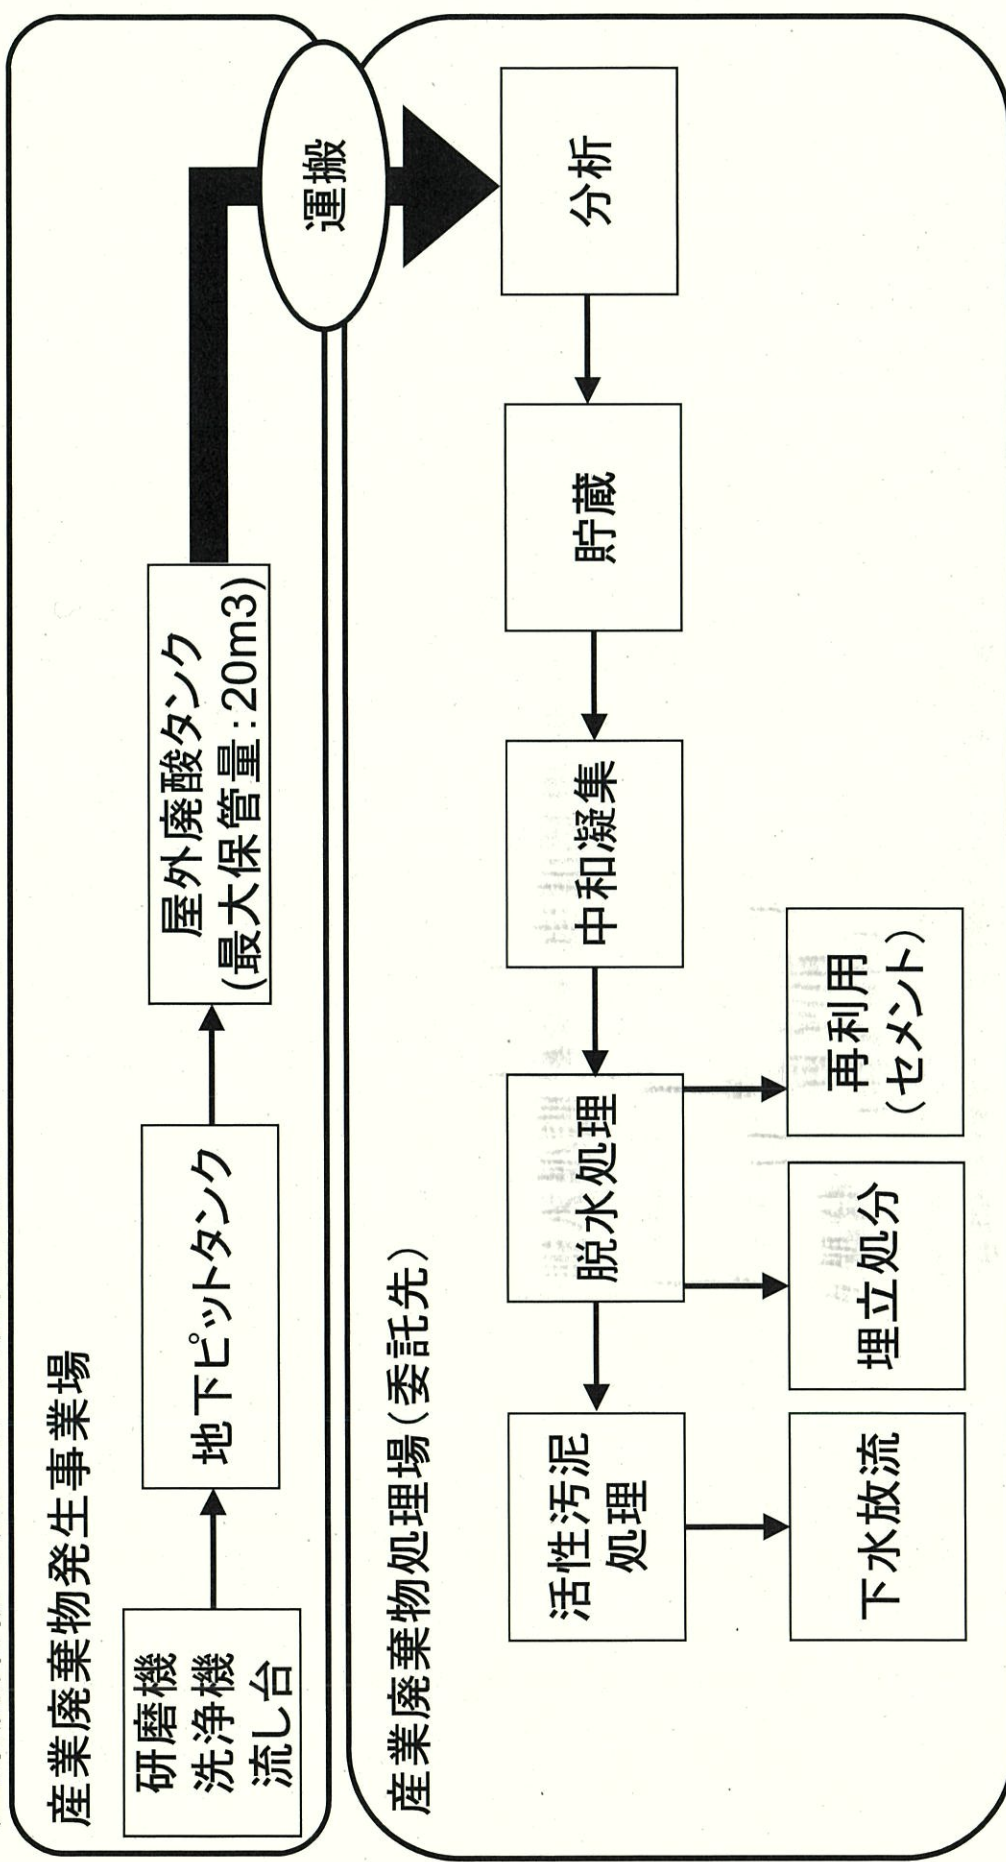 産業廃棄物発生事業場
研磨機
洗浄機
流し台
地下ピットタンク
屋外廃酸タンク
(最大保管量:20m3)
運搬
産業廃棄物処理場(委託先)
分析
貯蔵
中和凝集
脱水処理
活性汚泥
処理
再利用
(セメント)
埋立処分
下水放流